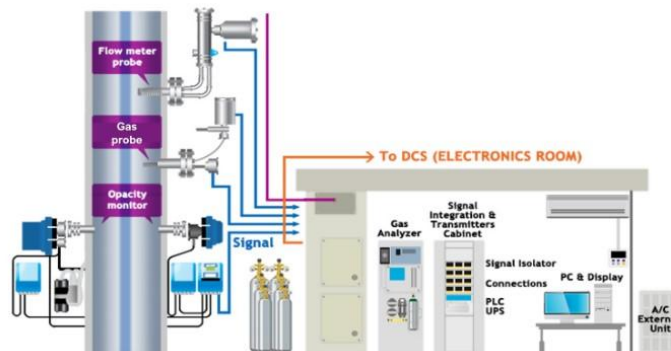 Flow meter
probe
Gas
probe
Opacity
monitor
Signal
To DCS (ELECTRONICS ROOM)
Gas
Analyzer
Signal
Integration &
Transmitters
Cabinet
Signal Isolator
Connections
PLC
UPS
PC & Display
A/C
External
Unit